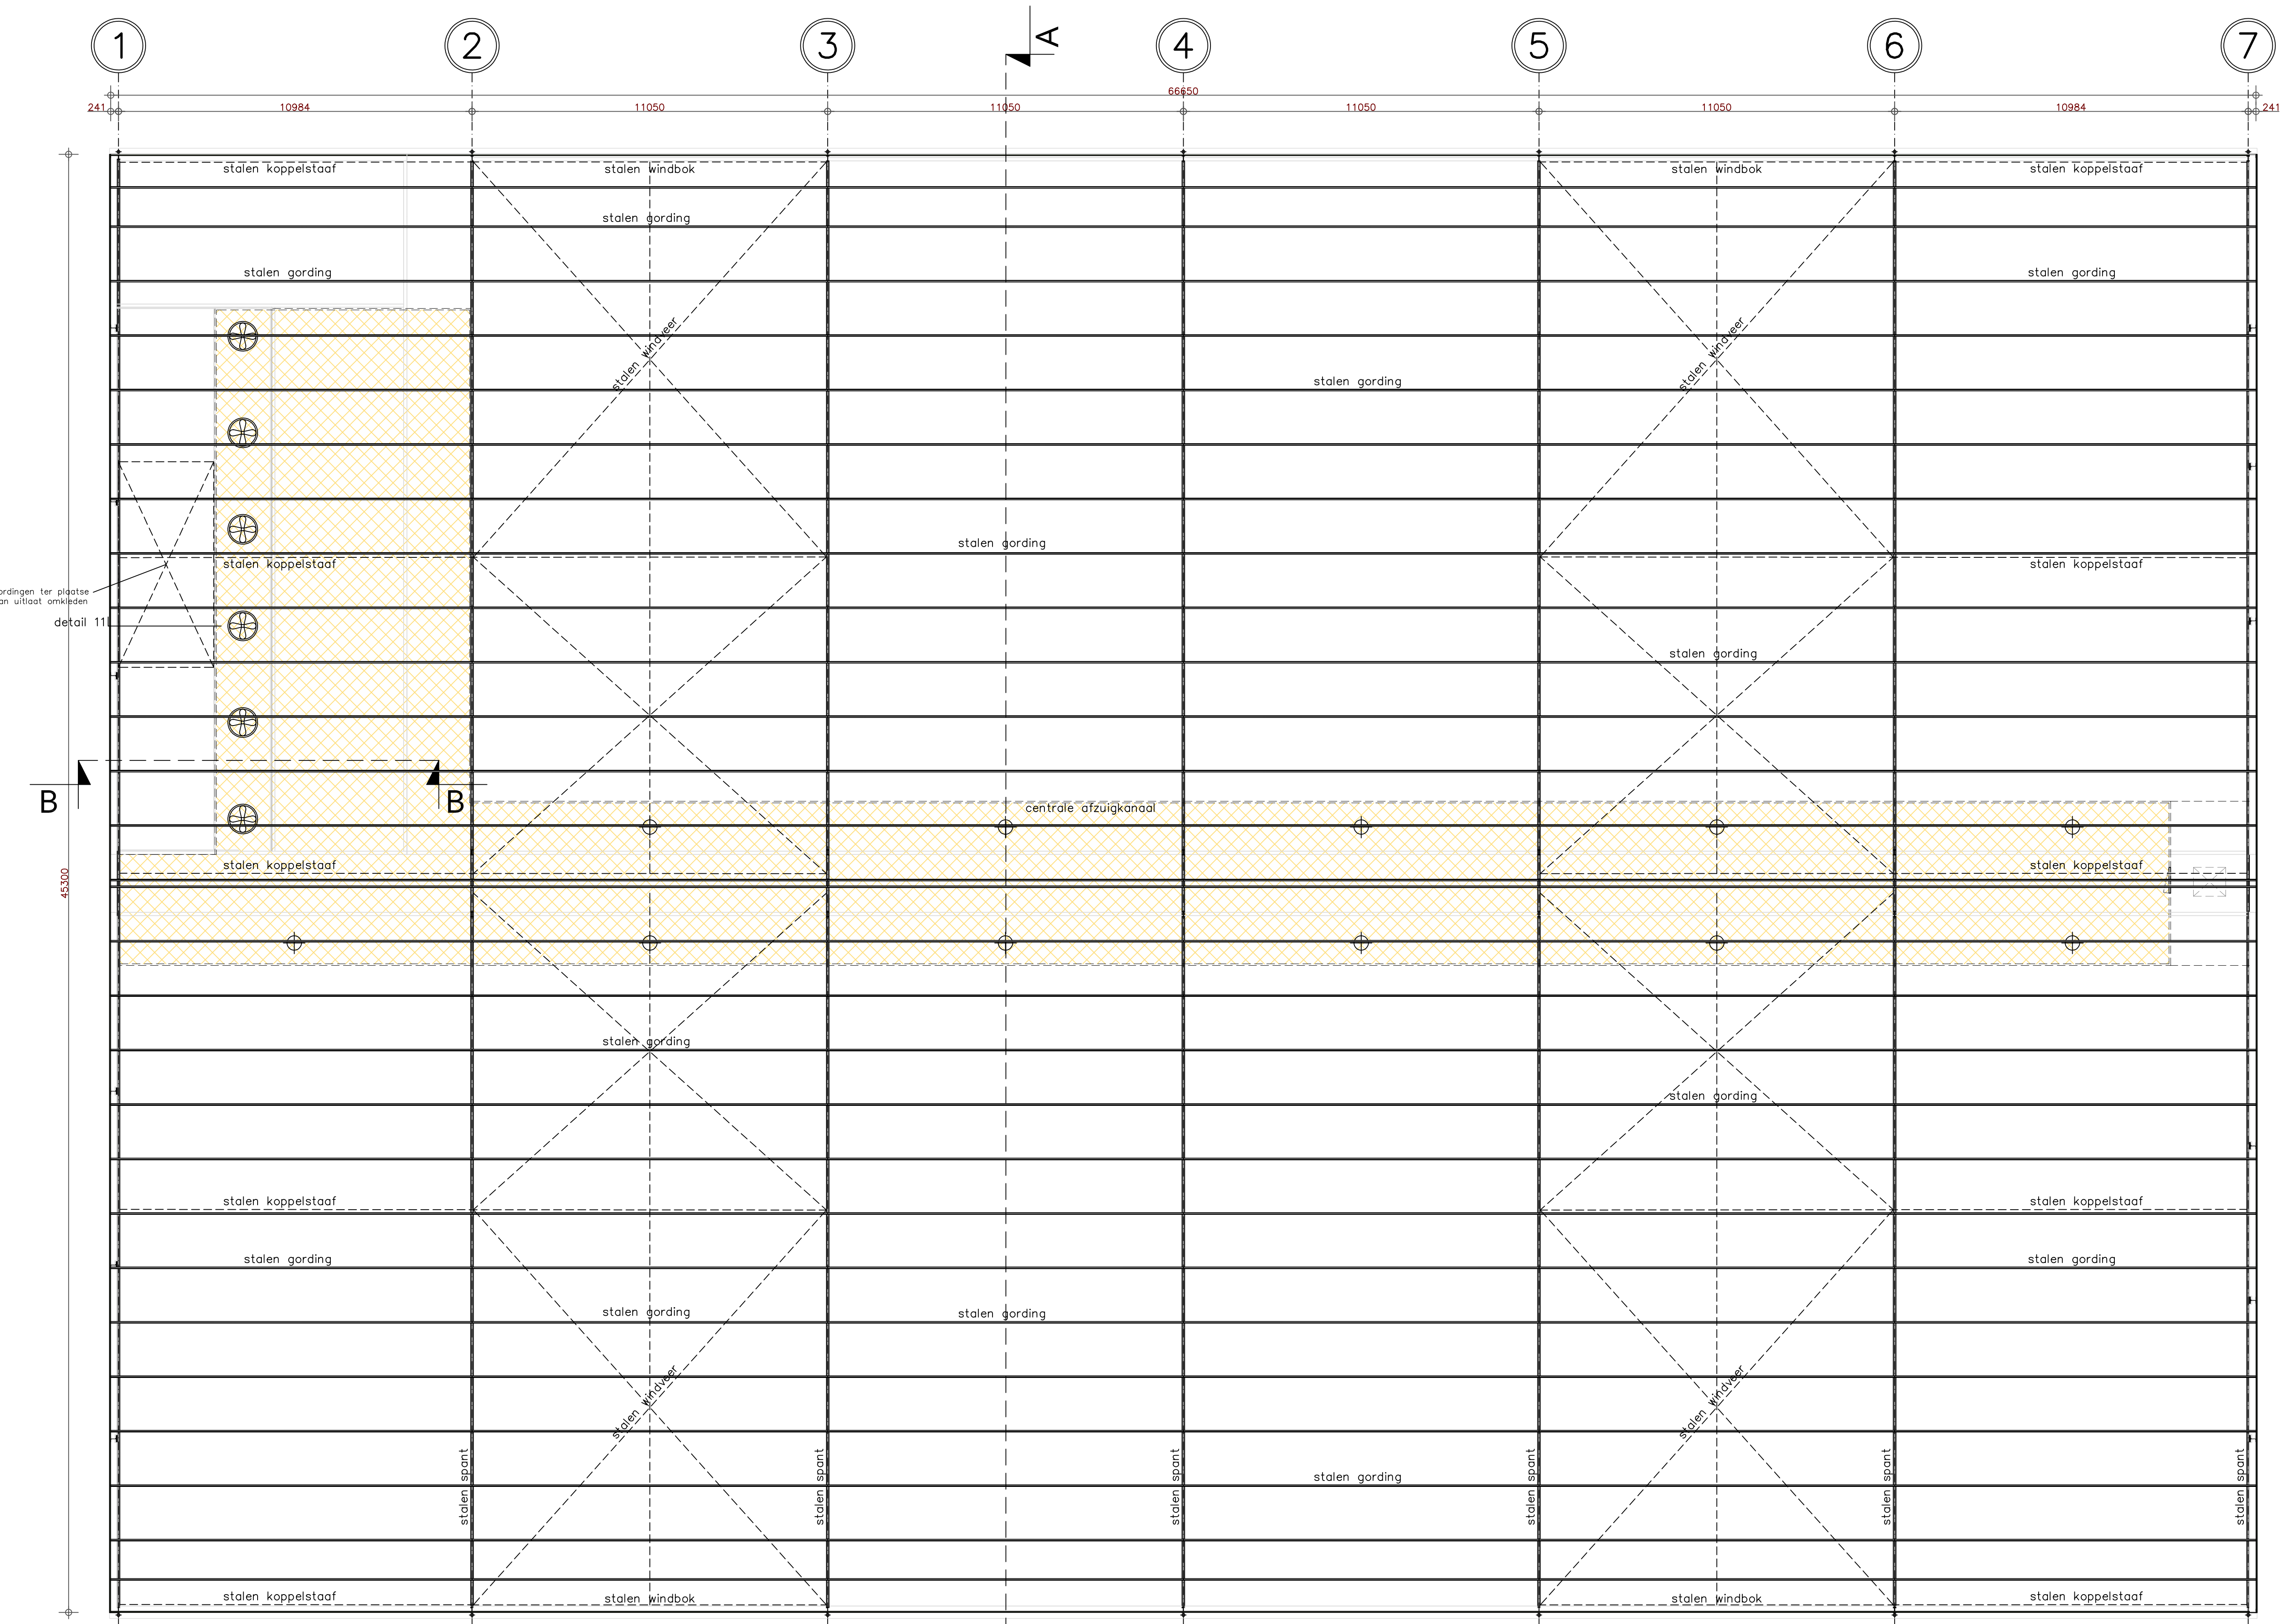 1 2 3 A 4 5 6 7
66650
241 10984 11050 11050 11050 11050 10984 241
stalen koppelstaaf stalen windbok stalen windbok stalen koppelstaaf
stalen gording
stalen gording stalen gording
stalen windveer stalen windveer
stalen gording
stalen gording
stalen koppelstaaf stalen koppelstaaf
ter plaatse
uitlaat omkleden
detail 11
stalen gording
B B
centrale afzuigkanaal
stalen koppelstaaf stalen koppelstaaf
45300
stalen gording
stalen gording
stalen koppelstaaf stalen koppelstaaf
stalen gording stalen gording
stalen gording stalen gording
stalen windveer stalen windveer
stalen gording
stalen spant stalen spant stalen spant stalen spant stalen spant stalen spant
stalen koppelstaaf stalen windbok stalen windbok stalen koppelstaaf